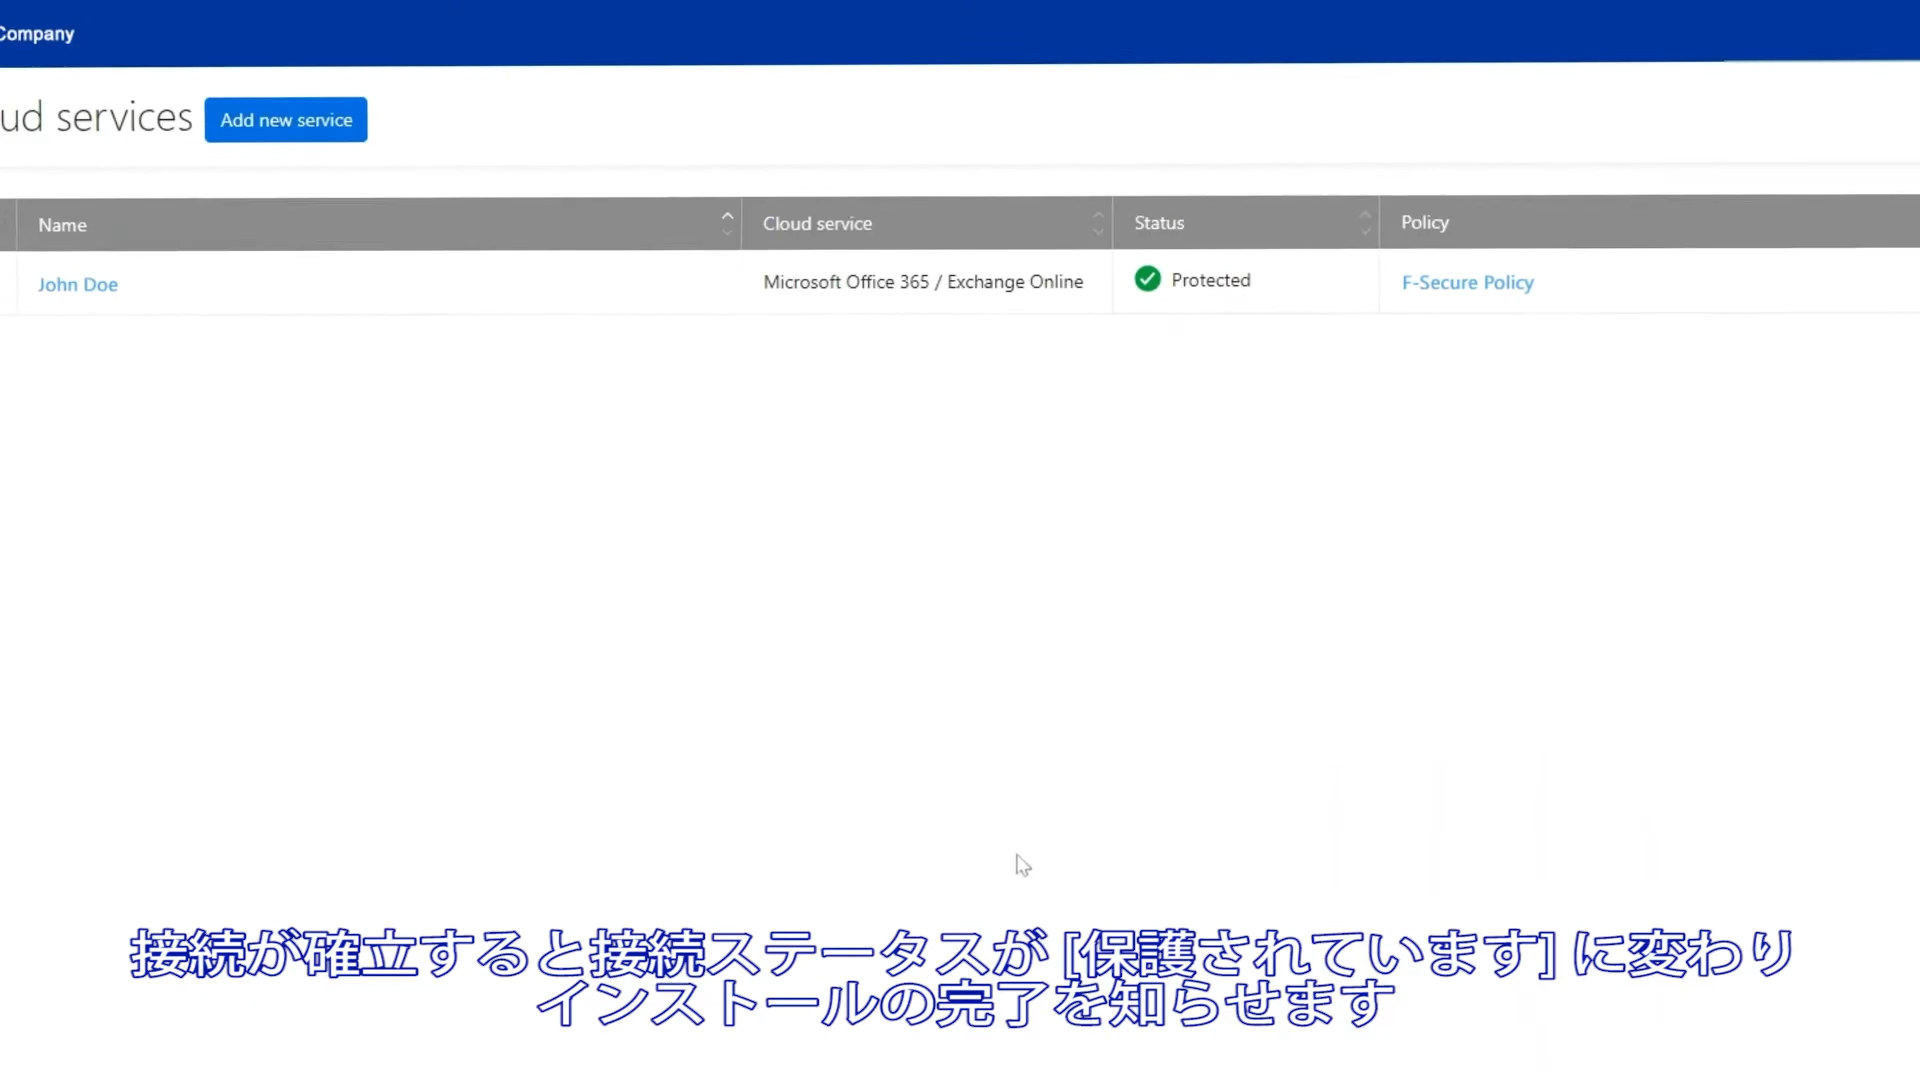 Company
ud services
Add new service
Name
Cloud service
Status
Policy
John Doe
Microsoft Office 365 / Exchange Online
Protected
F-Secure Policy
接続が確立すると接続ステータスが [保護されています] に変わり
インストールの完了を知らせます